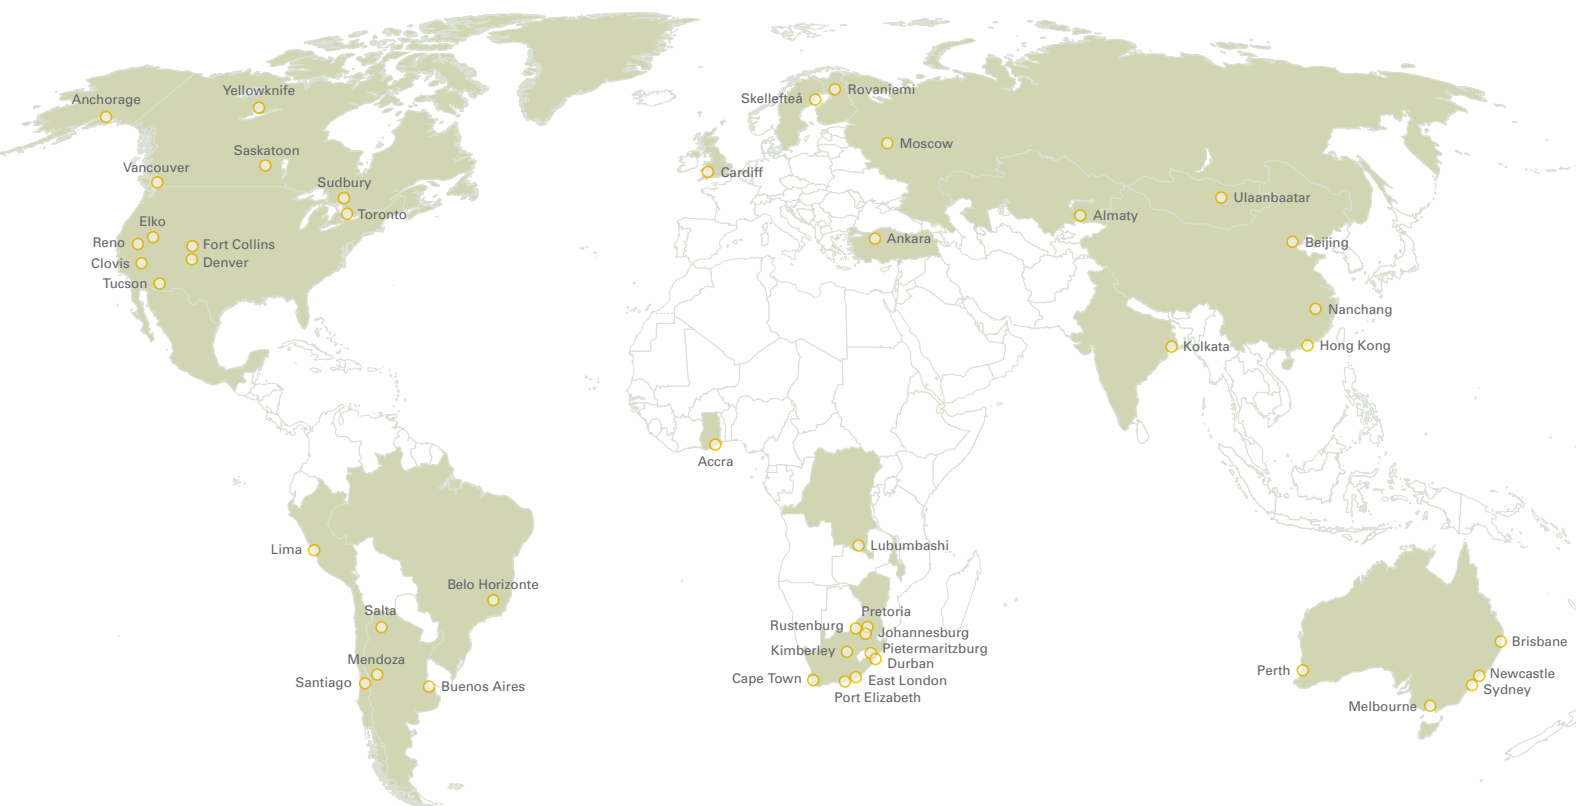 Yellowknife
Anchorage
Saskatoon
Vancouver
Sudbury
Toronto
Elko
Reno
Fort Collins
Clovis
Denver
Tucson
Rovaniemi
Skellefteå
Moscow
Cardiff
Ankara
Ulaanbaatar
Almaty
Beijing
Nanchang
Hong Kong
Kolkata
Accra
Lubumbashi
Lima
Belo Horizonte
Salta
Mendoza
Santiago
Buenos Aires
Pretoria
Rustenburg
Johannesburg
Kimberley
Pietermaritzburg
Durban
Cape Town
East London
Port Elizabeth
Brisbane
Perth
Newcastle
Sydney
Melbourne